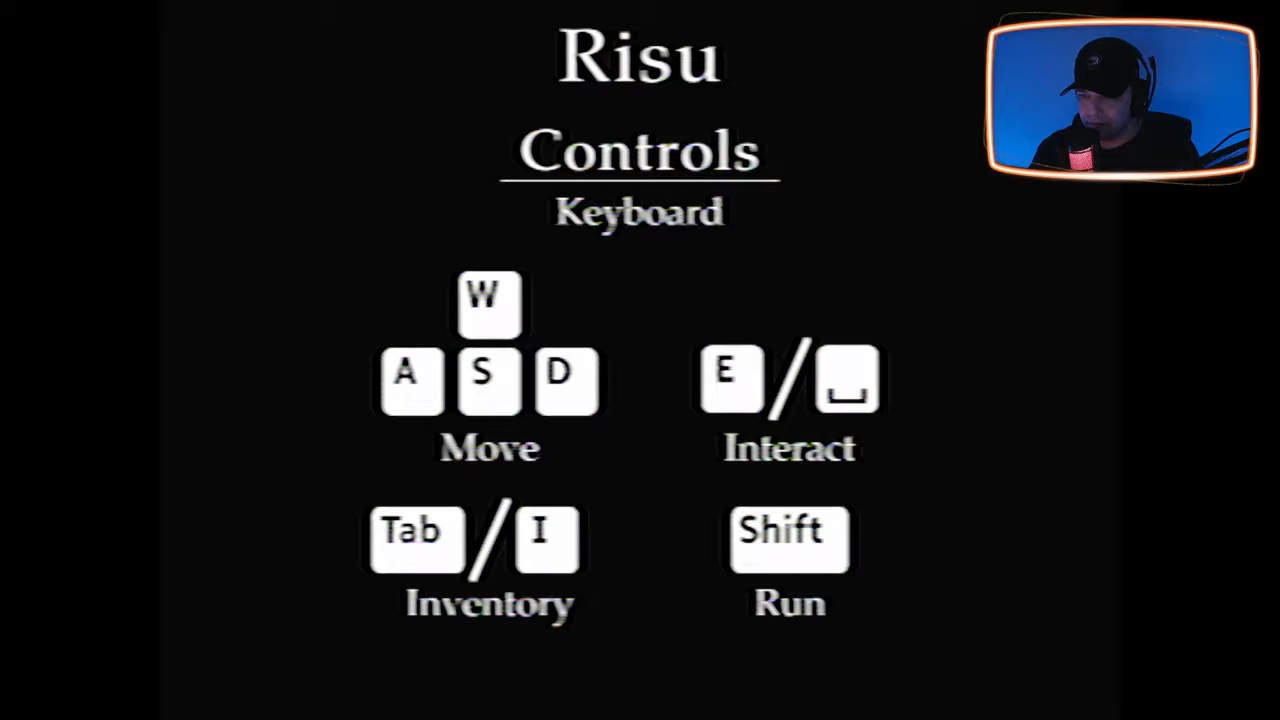 Risu
Controls
Keyboard
W
A S D
E / ⎵
Move
Interact
Tab / I
Shift
Inventory
Run